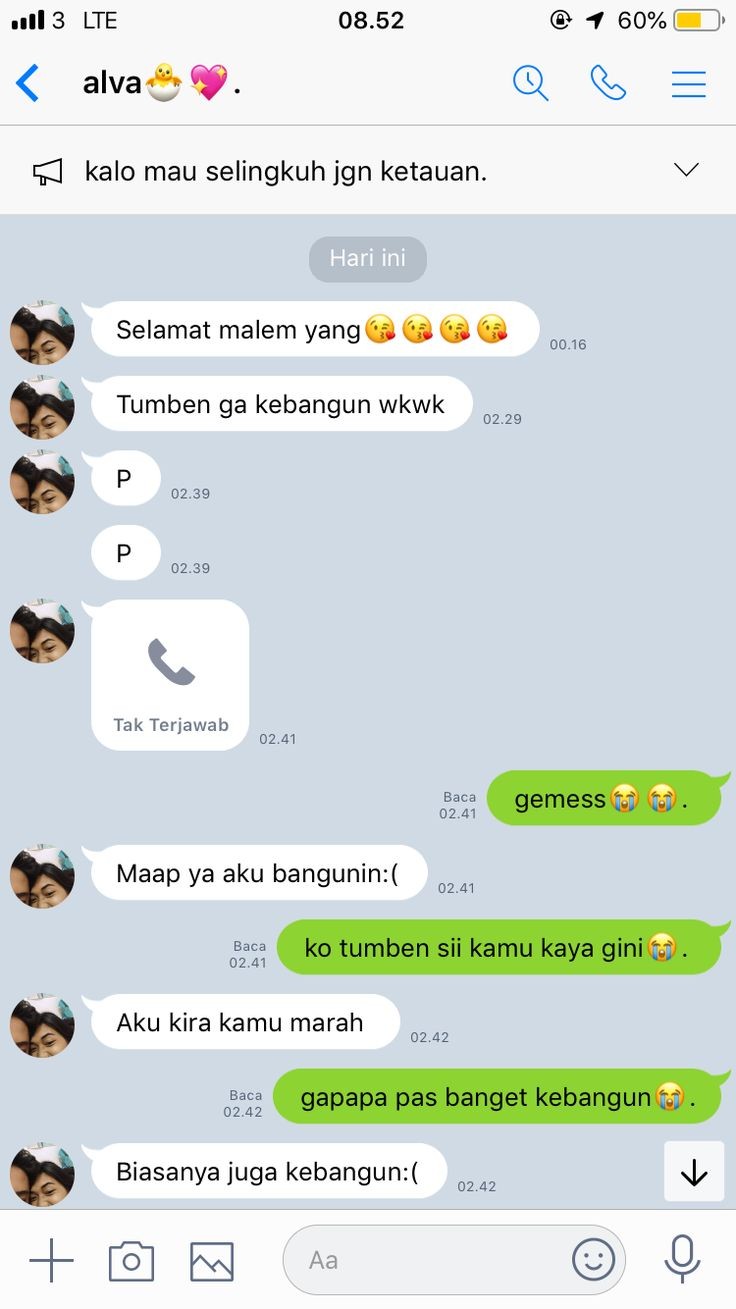 3 LTE 08.52 60%
alva🐣💖.
kalo mau selingkuh jgn ketauan.
Hari ini
Selamat malem yang😘😘😘😘
00.16
Tumben ga kebangun wkwk
02.29
P
02.39
P
02.39
Tak Terjawab
02.41
gemess😭😭.
Baca
02.41
Maap ya aku bangunin:(
02.41
ko tumben sii kamu kaya gini😭.
Baca
02.41
Aku kira kamu marah
02.42
gapapa pas banget kebangun😭.
Baca
02.42
Biasanya juga kebangun:(
02.42
Aa